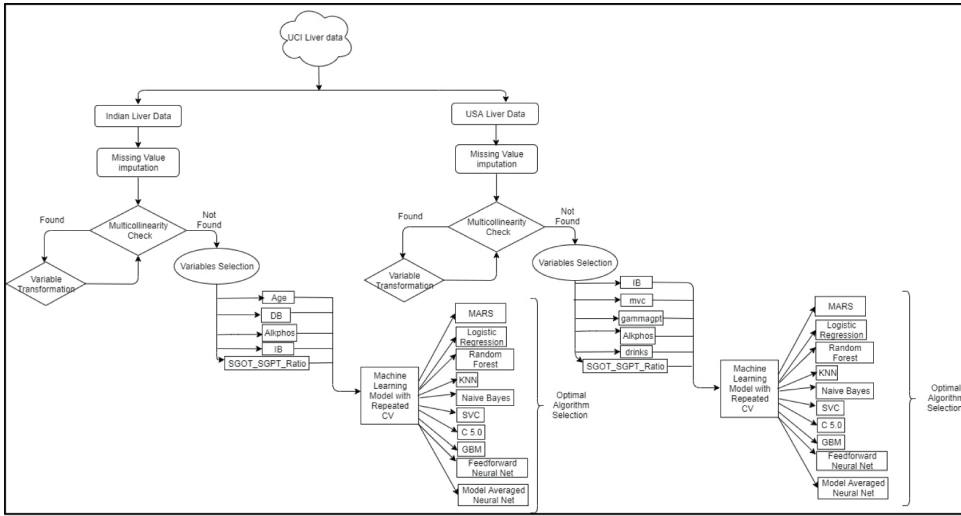 UCI Liver data
Indian Liver Data
Missing Value
imputation
Found
Multicollinearity
Check
Not
Found
Variable
Transformation
Variables Selection
Age
DB
Alkphos
IB
SGOT_SGPT_Ratio
Machine
Learning
Model with
Repeated
CV
MARS
Logistic
Regression
Random
Forest
KNN
Naive Bayes
SVC
C 5.0
GBM
Feedforward
Neural Net
Model Averaged
Neural Net
Optimal
Algorithm
Selection
USA Liver Data
Missing Value
imputation
Found
Multicollinearity
Check
Not
Found
Variable
Transformation
Variables Selection
IB
mvc
gammagpt
Alkphos
drinks
SGOT_SGPT_Ratio
Machine
Learning
Model with
Repeated
CV
MARS
Logistic
Regression
Random
Forest
KNN
Naive Bayes
SVC
C 5.0
GBM
Feedforward
Neural Net
Model Averaged
Neural Net
Optimal
Algorithm
Selection